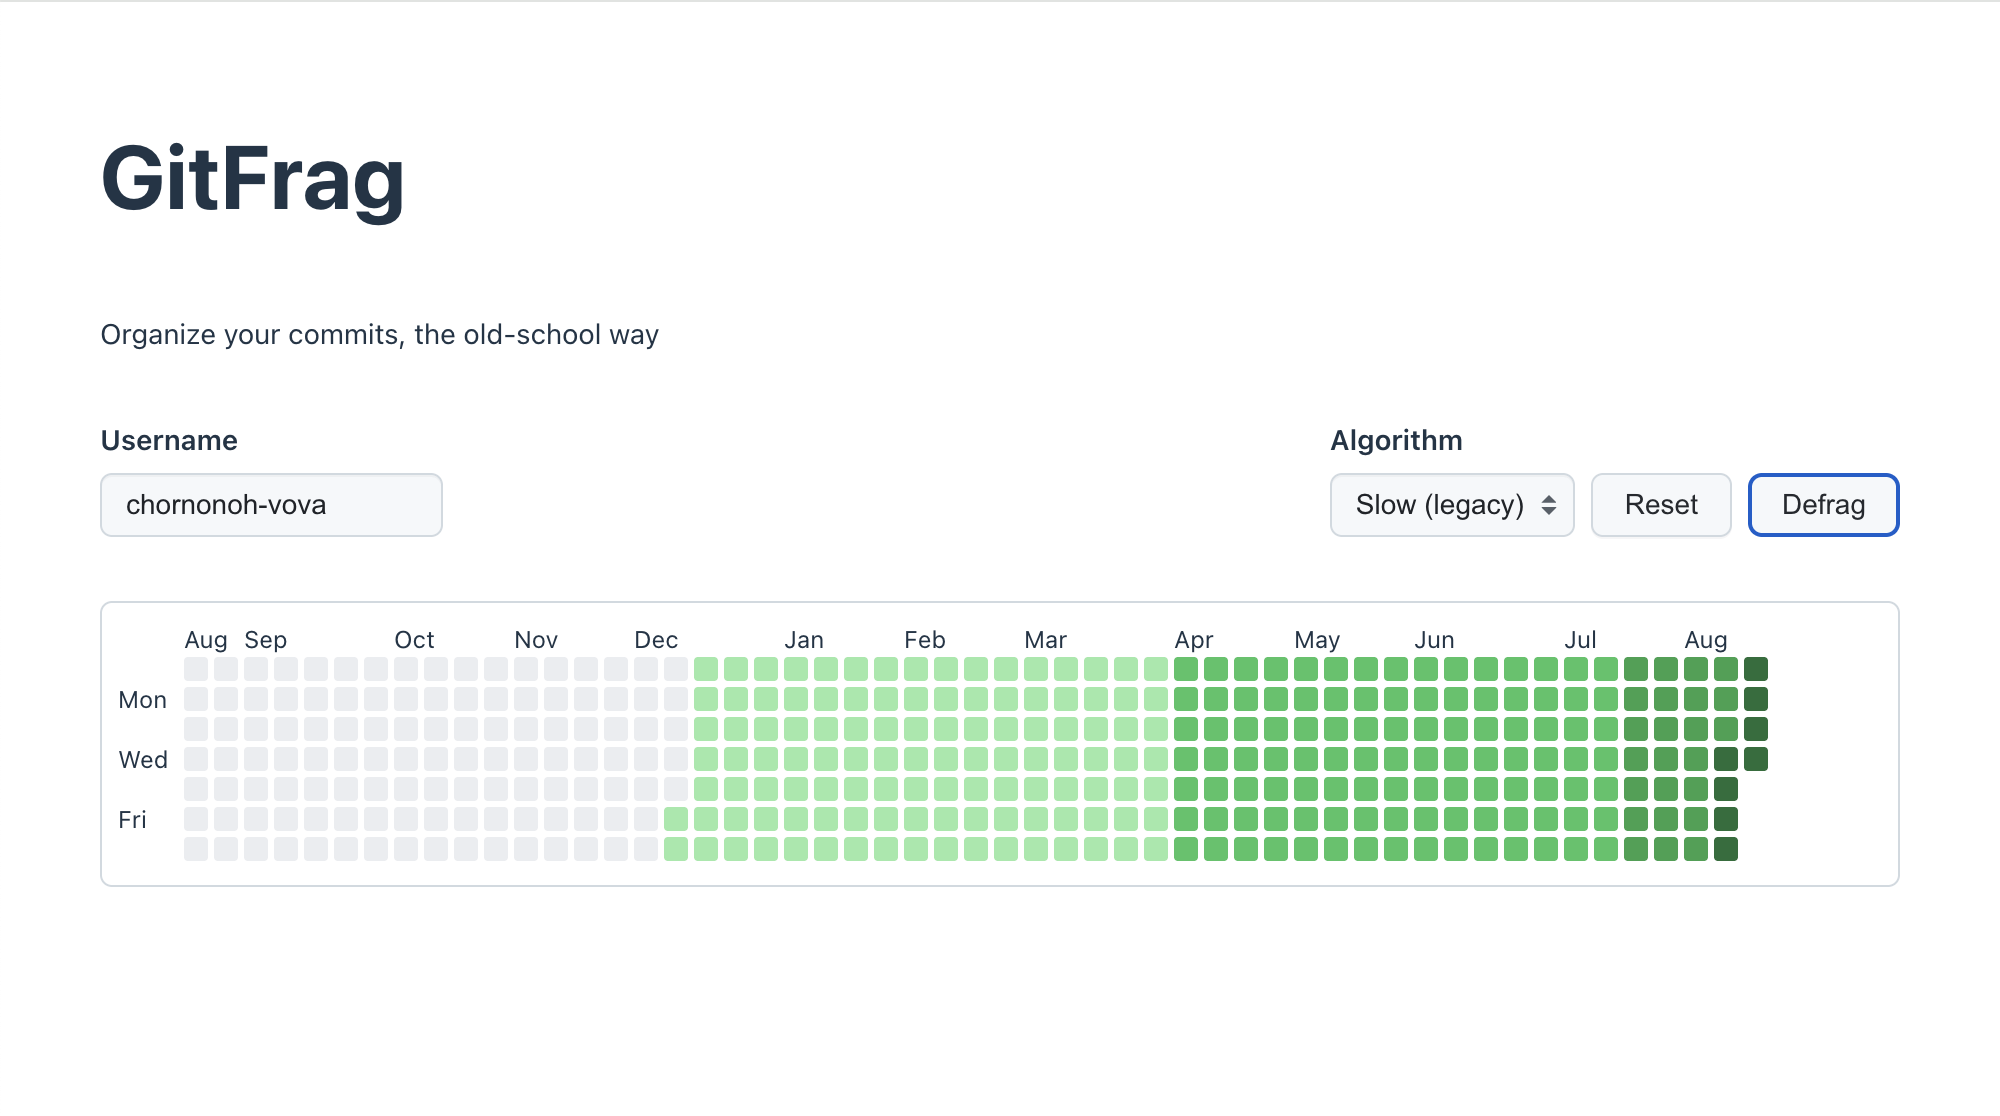 GitFrag
Organize your commits, the old-school way
Username
Algorithm
chornonoh-vova
Slow (legacy)
Reset
Defrag
Aug Sep Oct Nov Dec Jan Feb Mar Apr May Jun Jul Aug
Mon
Wed
Fri